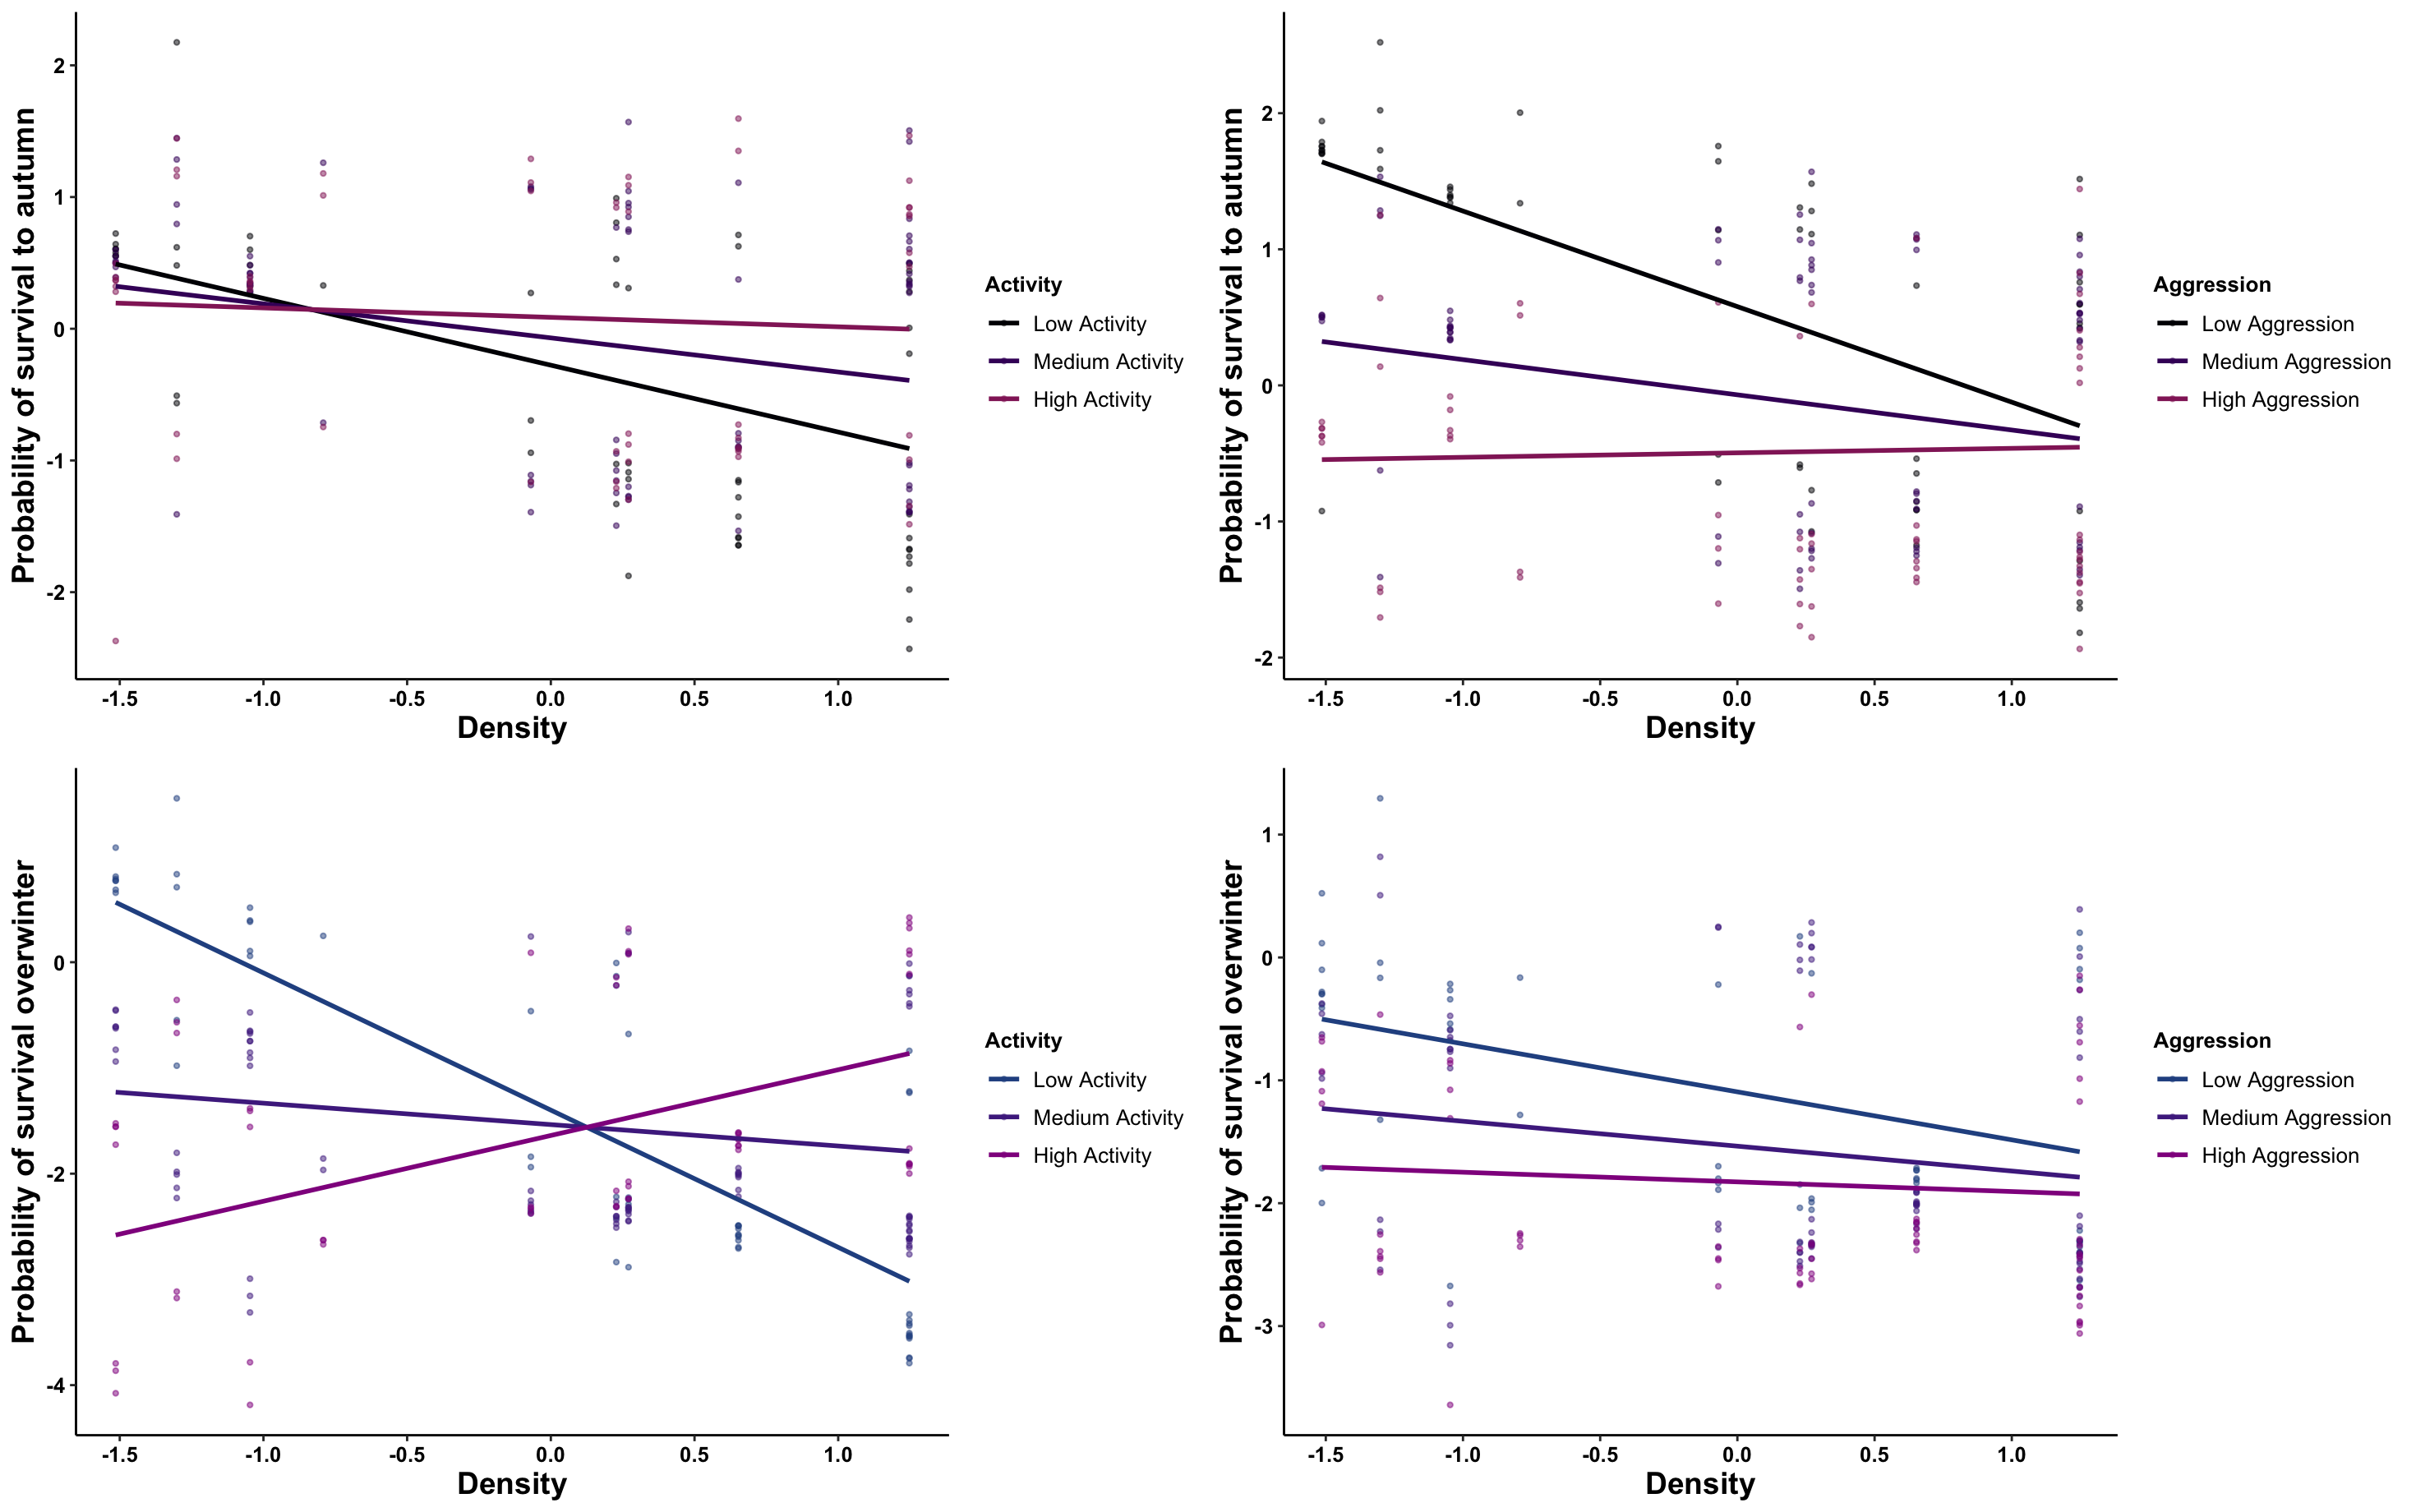 Probability of survival to autumn
2
1
0
-1
-2
-1.5 -1.0 -0.5 0.0 0.5 1.0
Density
Activity
Low Activity
Medium Activity
High Activity
Probability of survival to autumn
2
1
0
-1
-2
-1.5 -1.0 -0.5 0.0 0.5 1.0
Density
Aggression
Low Aggression
Medium Aggression
High Aggression
Probability of survival overwinter
0
-2
-4
-1.5 -1.0 -0.5 0.0 0.5 1.0
Density
Activity
Low Activity
Medium Activity
High Activity
Probability of survival overwinter
1
0
-1
-2
-3
-1.5 -1.0 -0.5 0.0 0.5 1.0
Density
Aggression
Low Aggression
Medium Aggression
High Aggression